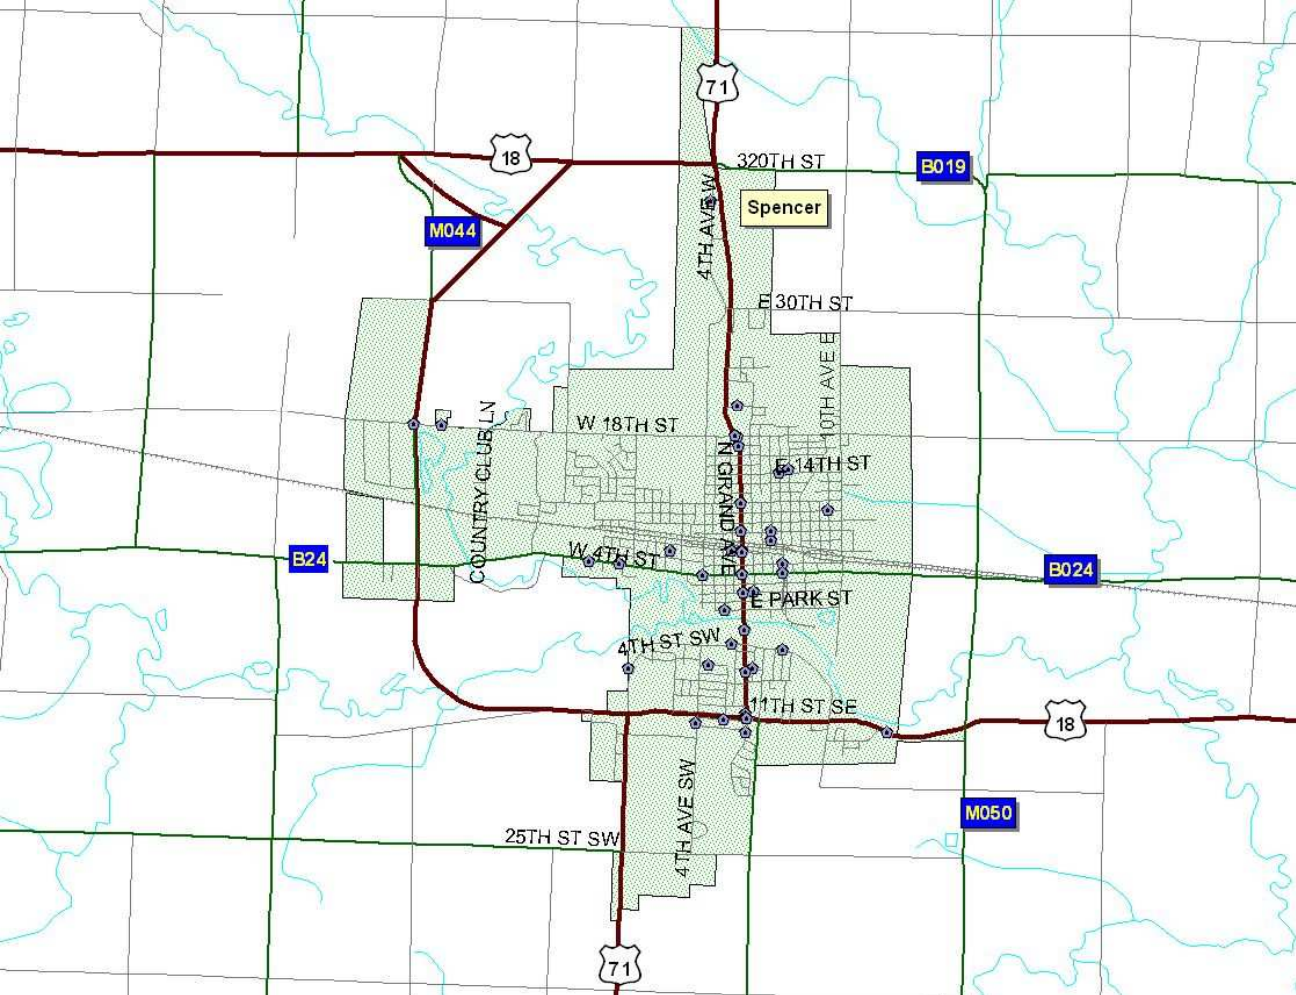 71
18
320TH ST
B019
Spencer
4TH AVE W
M044
E 30TH ST
10TH AVE E
W 18TH ST
COUNTRY CLUB LN
N GRAND AVE
E 14TH ST
W 4TH ST
B24
B024
E PARK ST
4TH ST SW
11TH ST SE
18
4TH AVE SW
M050
25TH ST SW
71